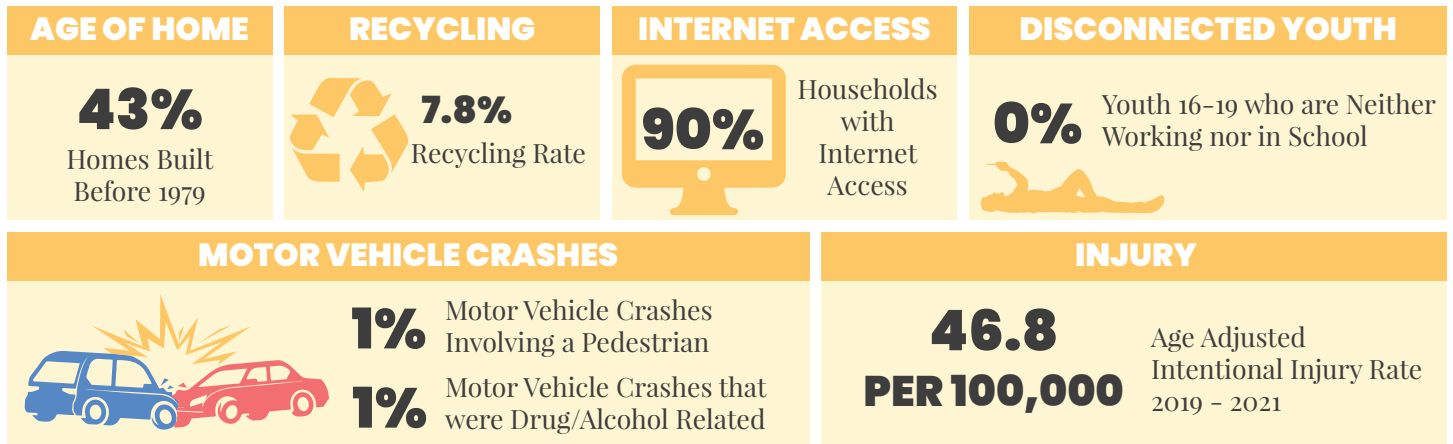 AGE OF HOME
43%
Homes Built
Before 1979
RECYCLING
7.8%
Recycling Rate
INTERNET ACCESS
90%
Households
with
Internet
Access
DISCONNECTED YOUTH
0%
Youth 16-19 who are Neither
Working nor in School
MOTOR VEHICLE CRASHES
1%
Motor Vehicle Crashes
Involving a Pedestrian
1%
Motor Vehicle Crashes that
were Drug/Alcohol Related
INJURY
46.8
PER 100,000
Age Adjusted
Intentional Injury Rate
2019 - 2021